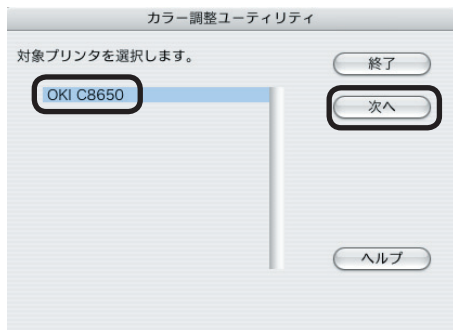 カラー調整ユーティリティ
対象プリンタを選択します。
終了
OKI C8650
次へ
ヘルプ